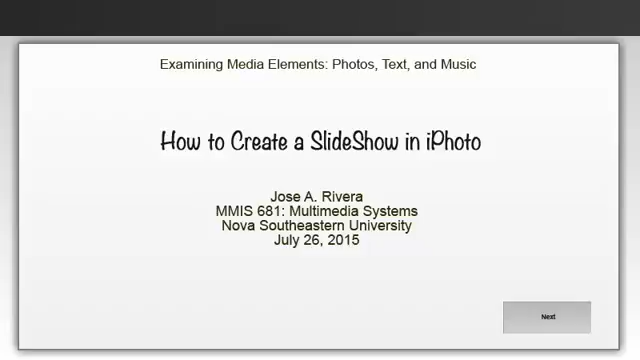 Examining Media Elements: Photos, Text, and Music
How to Create a SlideShow in iPhoto
Jose A. Rivera
MMIS 681: Multimedia Systems
Nova Southeastern University
July 26, 2015
Next